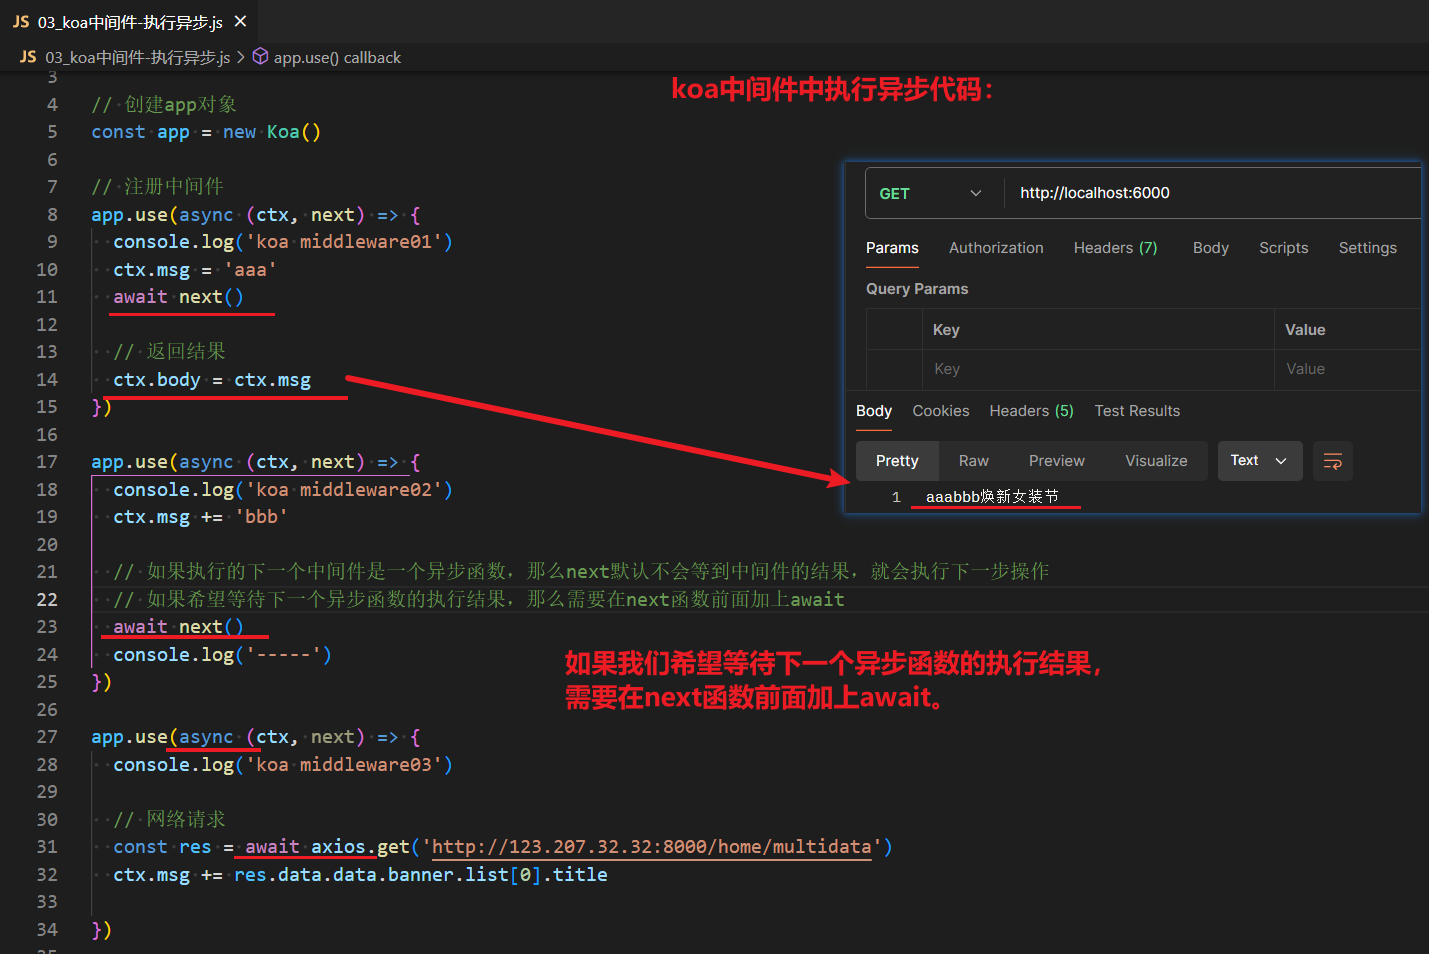 JS 03_koa中间件-执行异步.js ×
JS 03_koa中间件-执行异步.js > app.use() callback
koa中间件中执行异步代码：
3
4 // 创建app对象
5 const app = new Koa()
6
7 // 注册中间件
8 app.use(async (ctx, next) => {
9 console.log('koa middleware01')
10 ctx.msg = 'aaa'
11 await next()
12
13 // 返回结果
14 ctx.body = ctx.msg
15 })
16
17 app.use(async (ctx, next) => {
18 console.log('koa middleware02')
19 ctx.msg += 'bbb'
20
21 // 如果执行的下一个中间件是一个异步函数，那么next默认不会等到中间件的结果，就会执行下一步操作
22 // 如果希望等待下一个异步函数的执行结果，那么需要在next函数前面加上await
23 await next()
24 console.log('-----')
25 })
26
27 app.use(async (ctx, next) => {
28 console.log('koa middleware03')
29
30 // 网络请求
31 const res = await axios.get('http://123.207.32.32:8000/home/multidata')
32 ctx.msg += res.data.data.banner.list[0].title
33
34 })
GET http://localhost:6000
Params Authorization Headers (7) Body Scripts Settings
Query Params
Key Value
Key Value
Body Cookies Headers (5) Test Results
Pretty Raw Preview Visualize Text
1 aaabbb焕新女装节
如果我们希望等待下一个异步函数的执行结果，
需要在next函数前面加上await。